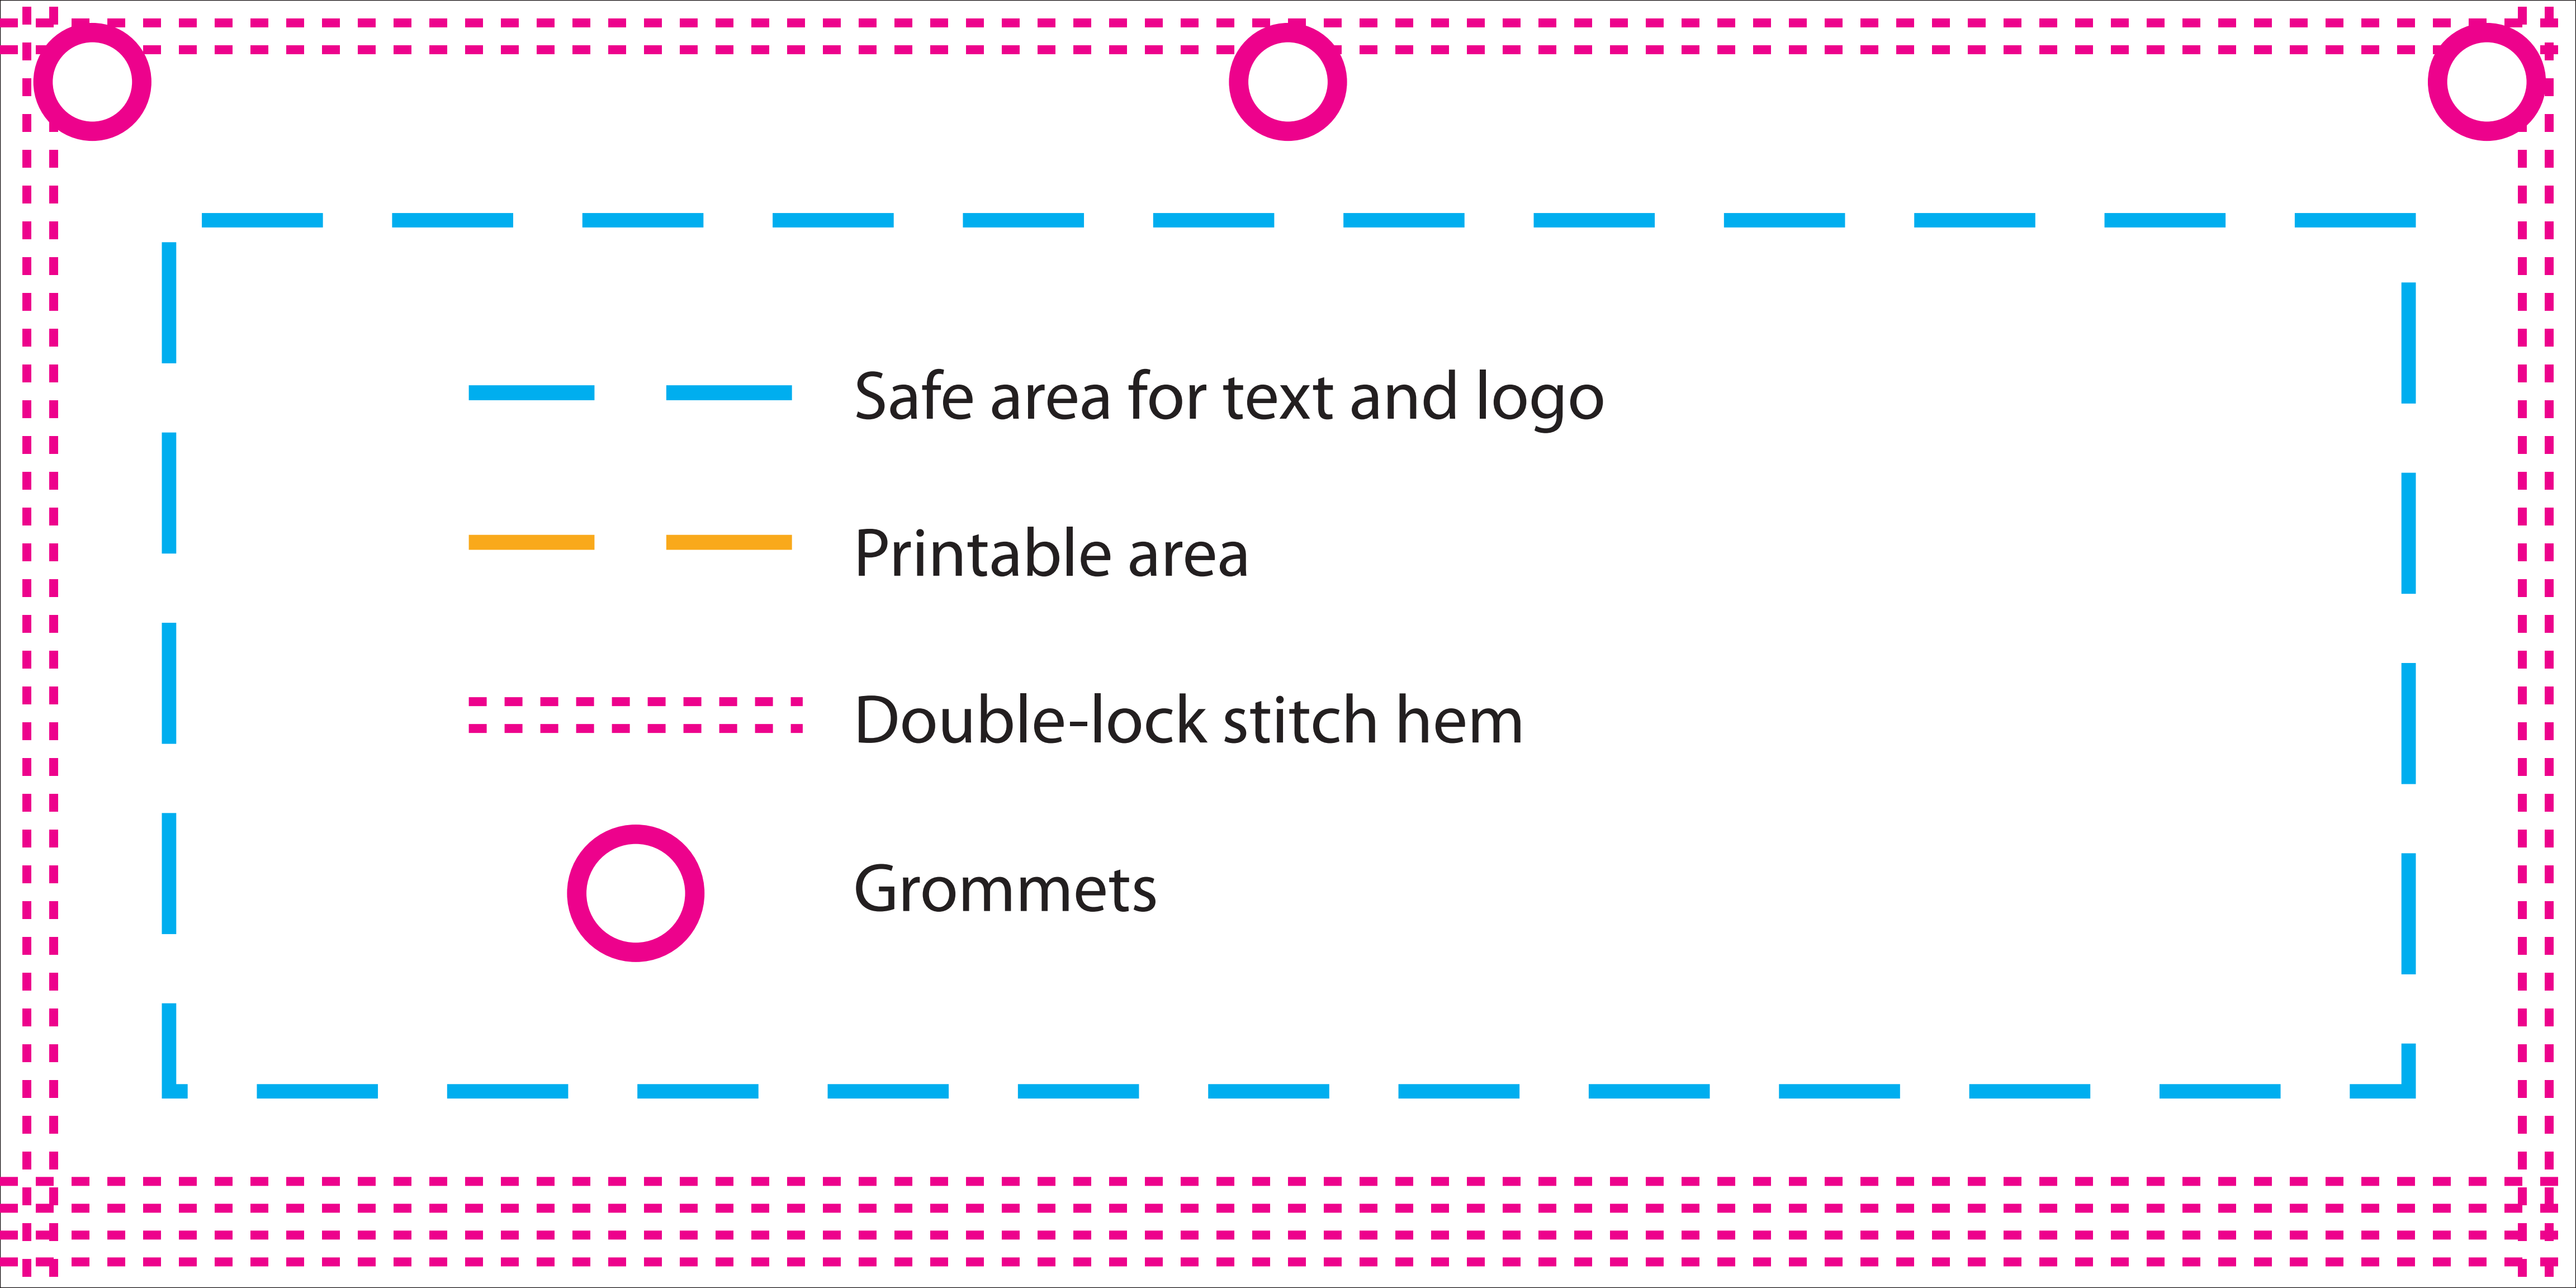 Safe area for text and logo
Printable area
Double-lock stitch hem
Grommets